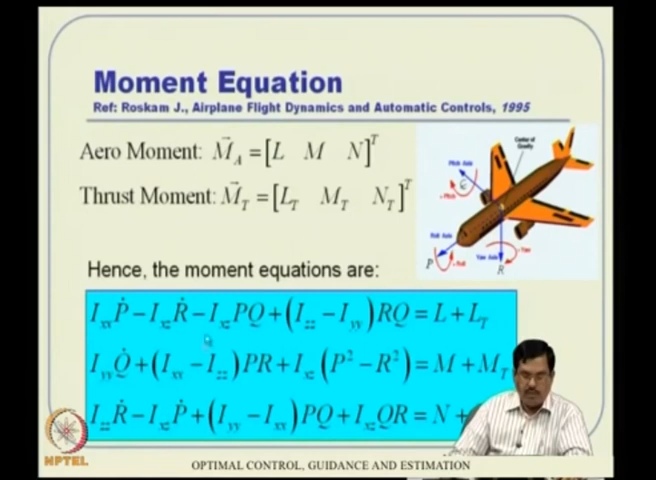 Moment Equation
Ref: Roskam J., Airplane Flight Dynamics and Automatic Controls, 1995
Aero Moment: M⃗_A = [L M N]^T
Thrust Moment: M⃗_T = [L_T M_T N_T]^T
Center of
Gravity
Pitch Axis
+Pitch
Roll Axis
P
+Roll
Yaw Axis
+Yaw
R
Hence, the moment equations are:
I_xx Ṗ − I_xz Ṙ − I_xz PQ + (I_zz − I_yy) RQ = L + L_T
I_yy Q̇ + (I_xx − I_zz) PR + I_xz (P² − R²) = M + M_T
I_zz Ṙ − I_xz Ṗ + (I_yy − I_xx) PQ + I_xz QR = N +
NPTEL
OPTIMAL CONTROL, GUIDANCE AND ESTIMATION